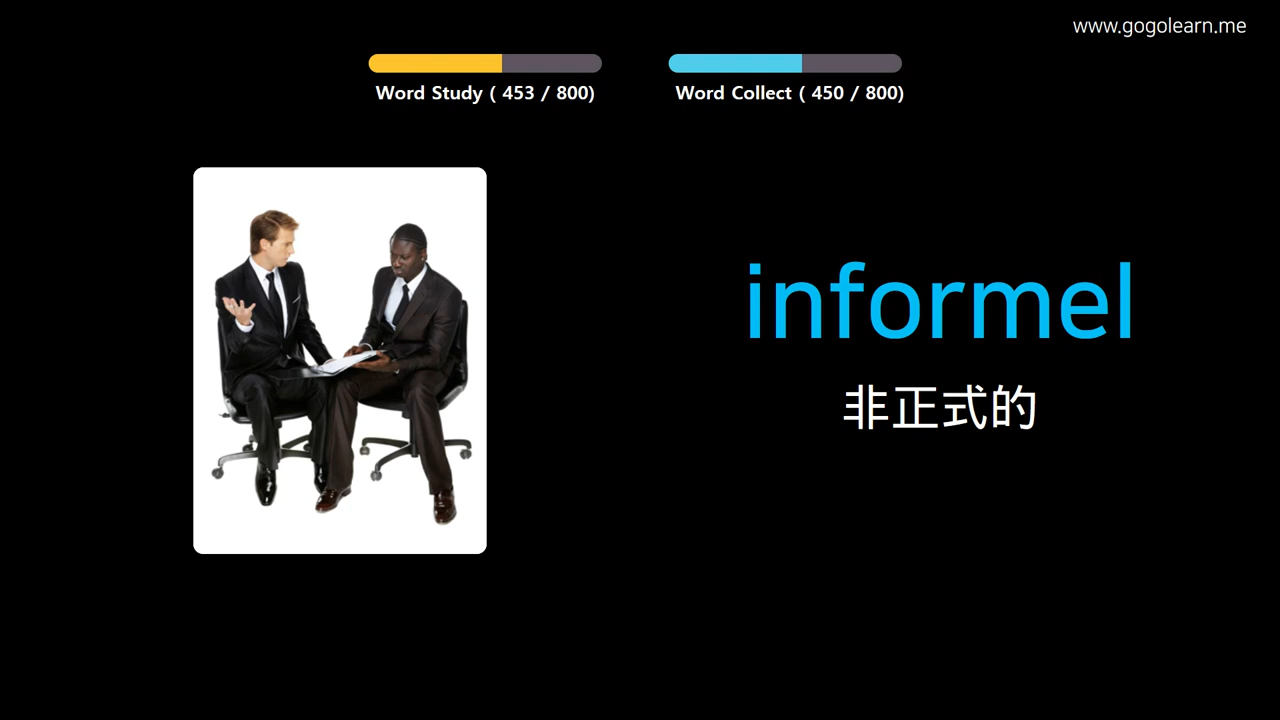 www.gogolearn.me
Word Study ( 453 / 800)
Word Collect ( 450 / 800)
informel
非正式的